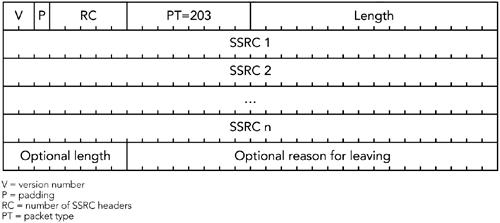 V P RC PT=203 Length
SSRC 1
SSRC 2
...
SSRC n
Optional length Optional reason for leaving
V = version number
P = padding
RC = number of SSRC headers
PT = packet type